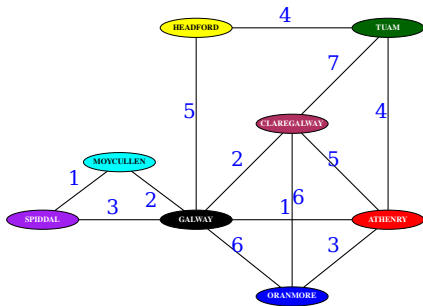 4
HEADFORD
TUAM
7
5
4
CLAREGALWAY
MOYCULLEN
2
5
1
2
6
3
1
SPIDDAL
GALWAY
ATHENRY
6
3
ORANMORE